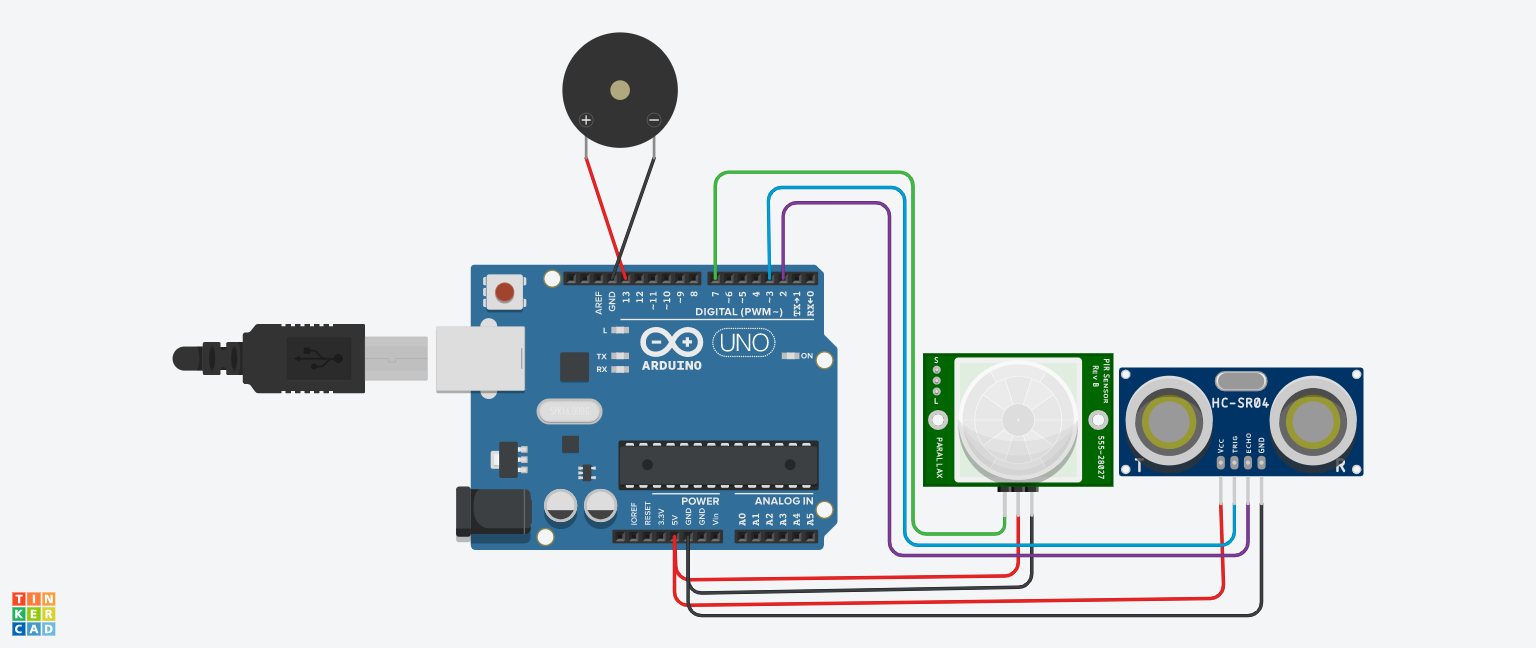 + −
AREF
GND
13
12
~11
~10
~9
8
7
~6
~5
4
~3
2
TX→1
RX←0
DIGITAL (PWM~)
L
TX
RX
ON
ARDUINO
UNO
IOREF
RESET
3.3V
5V
GND
GND
Vin
POWER
ANALOG IN
A0
A1
A2
A3
A4
A5
S
L
PIR SENSOR
Rev B
PARALLAX
555-28027
HC-SR04
VCC
TRIG
ECHO
GND
T
R
TIN
KER
CAD